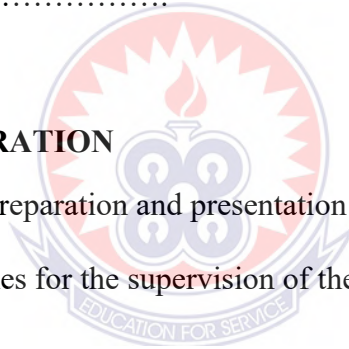 ……………….
RATION
reparation and presentation
es for the supervision of the
EDUCATION FOR SERVICE